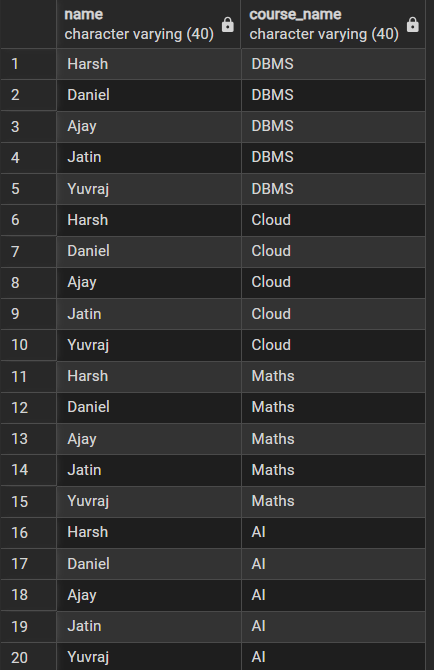 name course_name
character varying (40) character varying (40)
1 Harsh DBMS
2 Daniel DBMS
3 Ajay DBMS
4 Jatin DBMS
5 Yuvraj DBMS
6 Harsh Cloud
7 Daniel Cloud
8 Ajay Cloud
9 Jatin Cloud
10 Yuvraj Cloud
11 Harsh Maths
12 Daniel Maths
13 Ajay Maths
14 Jatin Maths
15 Yuvraj Maths
16 Harsh AI
17 Daniel AI
18 Ajay AI
19 Jatin AI
20 Yuvraj AI